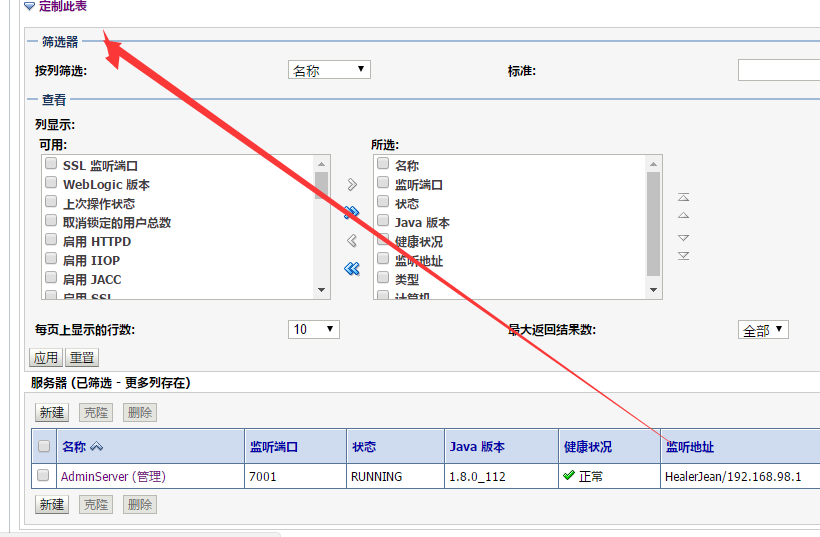 定制此表
筛选器
按列筛选: 名称 标准:
查看
列显示:
可用: 所选:
SSL 监听端口 名称
WebLogic 版本 监听端口
上次操作状态 状态
取消锁定的用户总数 Java 版本
启用 HTTPD 健康状况
启用 IIOP 监听地址
启用 JACC 类型
启用 SSL 计算机
每页上显示的行数: 10 最大返回结果数: 全部
应用 重置
服务器 (已筛选 - 更多列存在)
新建 克隆 删除
名称 监听端口 状态 Java 版本 健康状况 监听地址
AdminServer (管理) 7001 RUNNING 1.8.0_112 正常 HealerJean/192.168.98.1
新建 克隆 删除